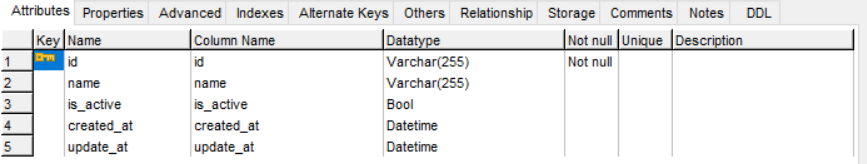 Attributes Properties Advanced Indexes Alternate Keys Others Relationship Storage Comments Notes DDL
Key Name Column Name Datatype Not null Unique Description
1 id id Varchar(255) Not null
2 name name Varchar(255)
3 is_active is_active Bool
4 created_at created_at Datetime
5 update_at update_at Datetime